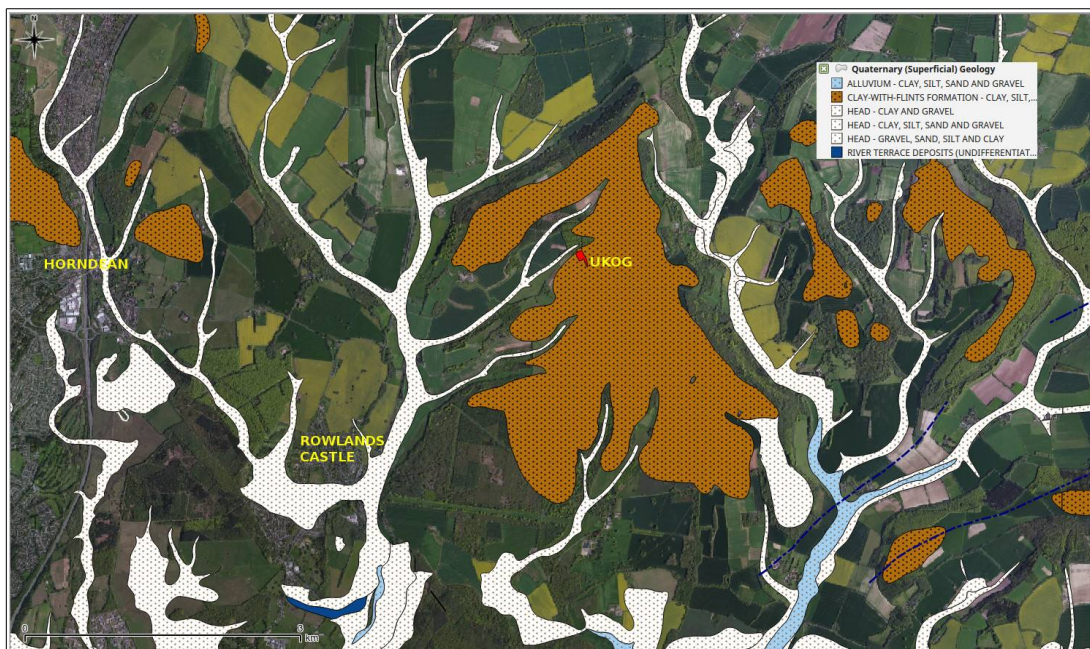 N
Quaternary (Superficial) Geology
ALLUVIUM - CLAY, SILT, SAND AND GRAVEL
CLAY-WITH-FLINTS FORMATION - CLAY, SILT,...
HEAD - CLAY AND GRAVEL
HEAD - CLAY, SILT, SAND AND GRAVEL
HEAD - GRAVEL, SAND, SILT AND CLAY
RIVER TERRACE DEPOSITS (UNDIFFERENTIAT...
HORNDEAN
UKOG
ROWLANDS
CASTLE
0 3
km